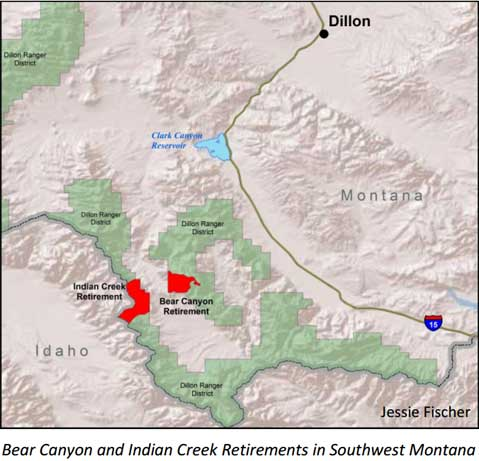 Dillon
Dillon Ranger
District
Clark Canyon
Reservoir
Montana
Dillon Ranger
District
Dillon Ranger
District
Indian Creek
Retirement
Bear Canyon
Retirement
15
Idaho
Dillon Ranger
District
Jessie Fischer
Bear Canyon and Indian Creek Retirements in Southwest Montana